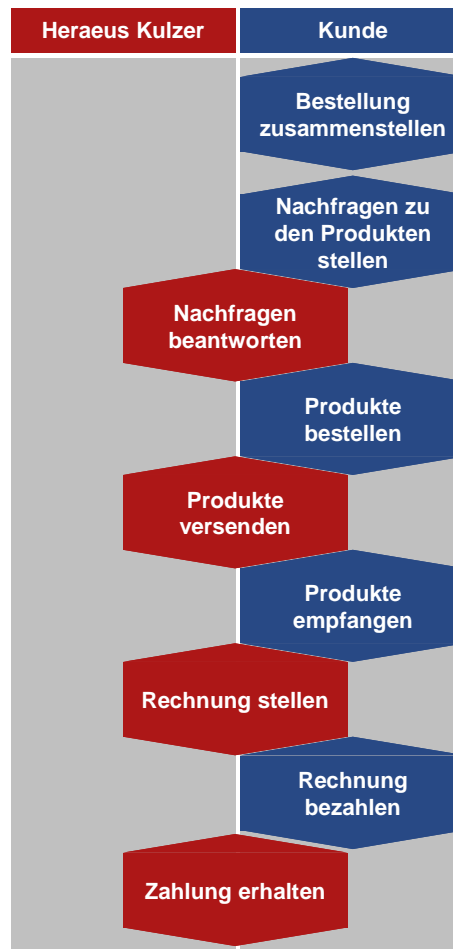 Heraeus Kulzer
Kunde
Bestellung
zusammenstellen
Nachfragen zu
den Produkten
stellen
Nachfragen
beantworten
Produkte
bestellen
Produkte
versenden
Produkte
empfangen
Rechnung stellen
Rechnung
bezahlen
Zahlung erhalten